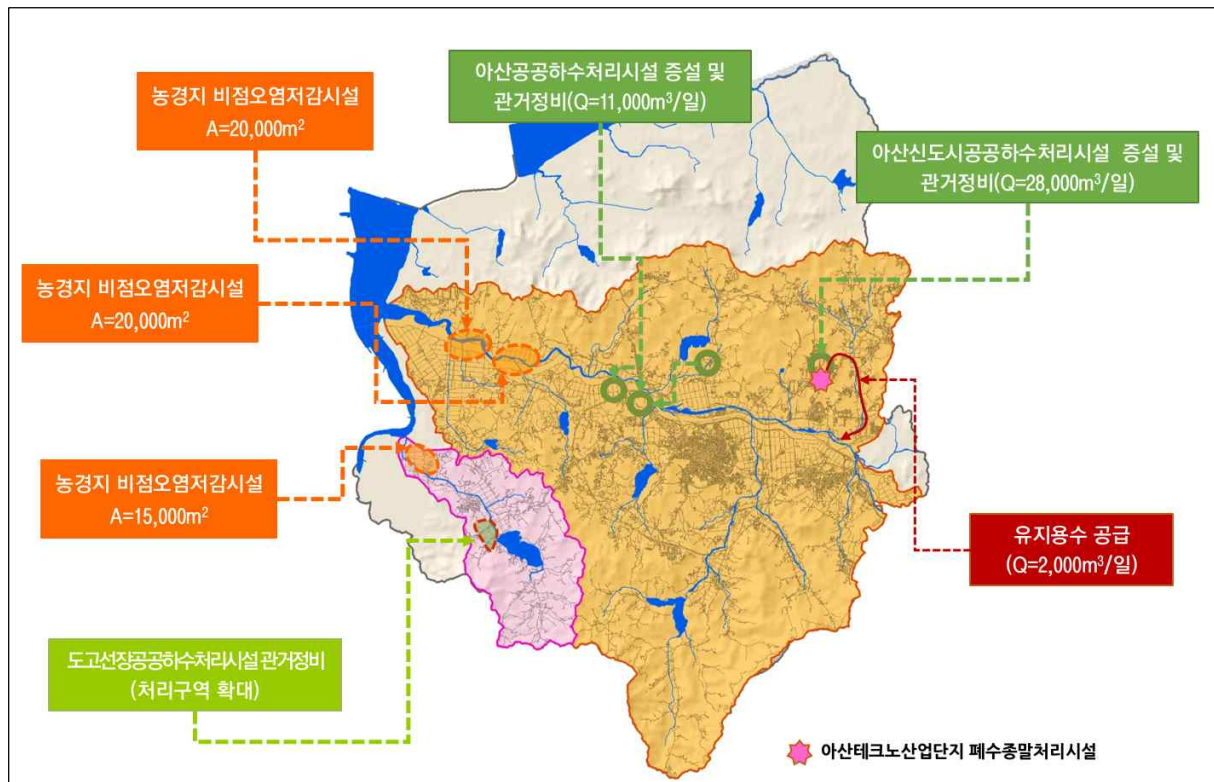 농경지 비점오염저감시설
A=20,000m²
아산공공하수처리시설 증설 및
관거정비(Q=11,000m³/일)
아산신도시공공하수처리시설 증설 및
관거정비(Q=28,000m³/일)
농경지 비점오염저감시설
A=20,000m²
농경지 비점오염저감시설
A=15,000m²
유지용수 공급
(Q=2,000m³/일)
도고선장공공하수처리시설 관거정비
(처리구역 확대)
아산테크노산업단지 폐수종말처리시설